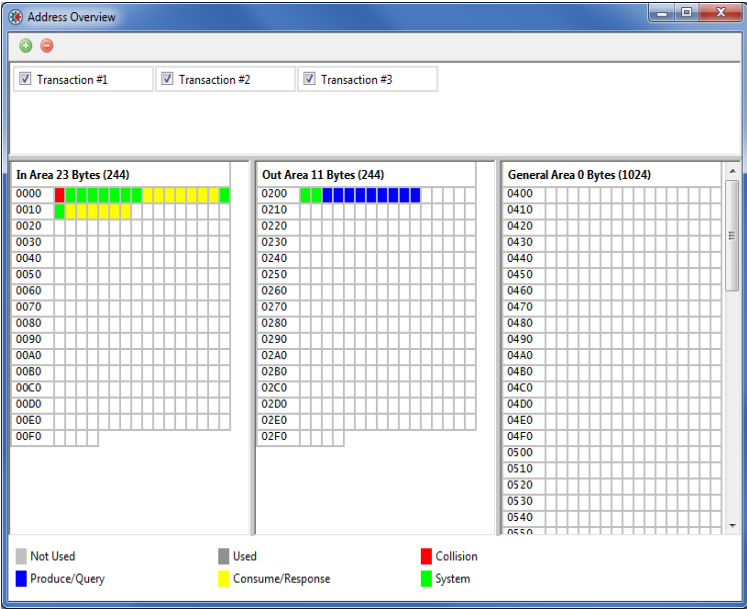 Address Overview
Transaction #1 Transaction #2 Transaction #3
In Area 23 Bytes (244)
0000
0010
0020
0030
0040
0050
0060
0070
0080
0090
00A0
00B0
00C0
00D0
00E0
00F0
Out Area 11 Bytes (244)
0200
0210
0220
0230
0240
0250
0260
0270
0280
0290
02A0
02B0
02C0
02D0
02E0
02F0
General Area 0 Bytes (1024)
0400
0410
0420
0430
0440
0450
0460
0470
0480
0490
04A0
04B0
04C0
04D0
04E0
04F0
0500
0510
0520
0530
0540
0550
Not Used Used Collision
Produce/Query Consume/Response System